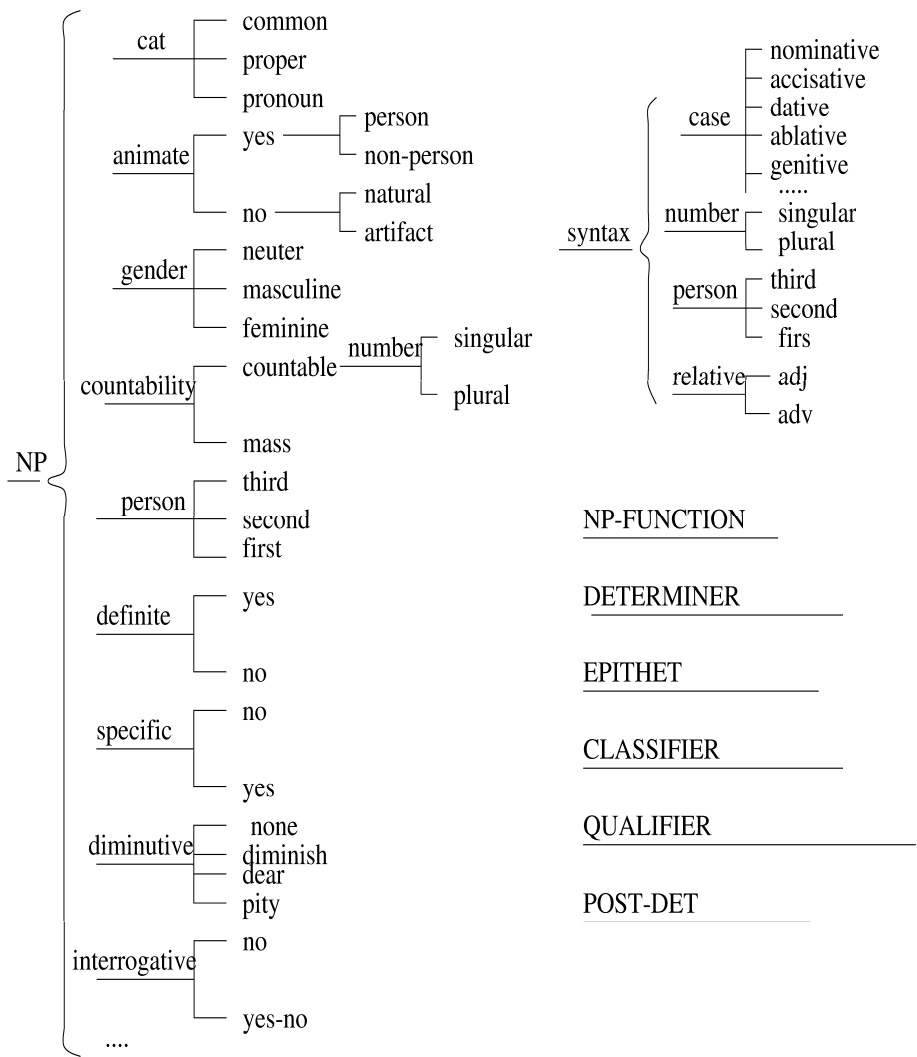 NP
cat
common
proper
pronoun
animate
yes
person
non-person
no
natural
artifact
gender
neuter
masculine
feminine
countability
countable
number
singular
plural
mass
person
third
second
first
definite
yes
no
specific
no
yes
diminutive
none
diminish
dear
pity
interrogative
no
yes-no
....
syntax
case
nominative
accisative
dative
ablative
genitive
.....
number
singular
plural
person
third
second
firs
relative
adj
adv
NP-FUNCTION
DETERMINER
EPITHET
CLASSIFIER
QUALIFIER
POST-DET